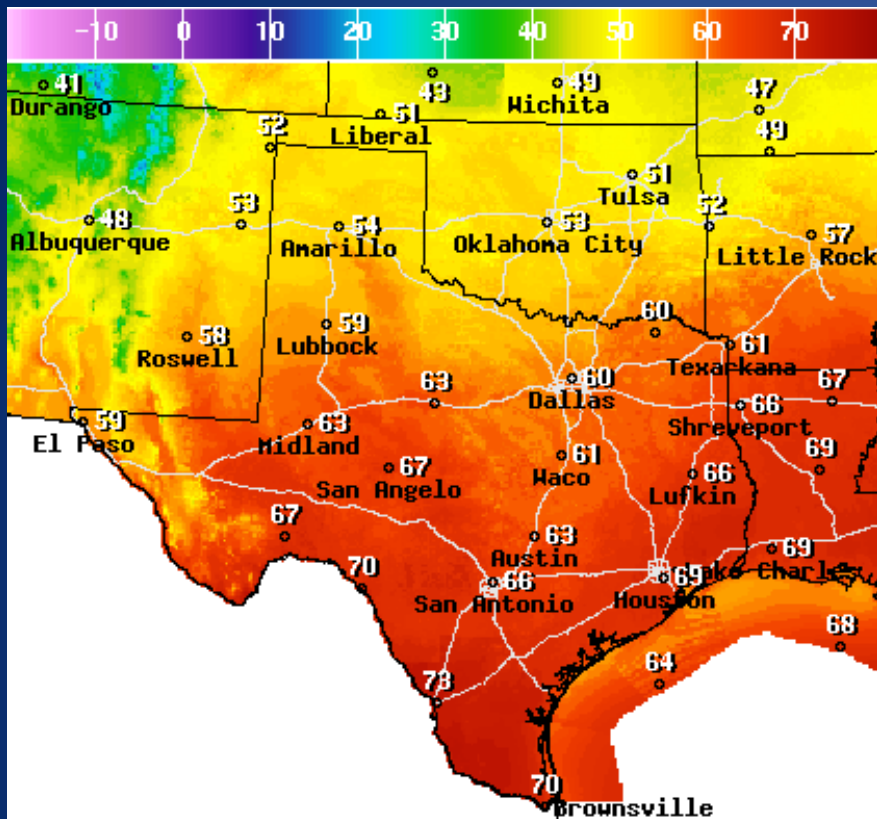 -10 0 10 20 30 40 50 60 70
41
Durango
43
49
Wichita
47
51
Liberal
52
49
51
Tulsa
48
Albuquerque
53
54
Amarillo
53
Oklahoma City
52
57
Little Rock
58
Roswell
59
Lubbock
60
61
Texarkana
60
Dallas
63
59
El Paso
63
Midland
66
Shreveport
67
67
San Angelo
61
Waco
66
Lufkin
69
67
63
Austin
69
Lake Charles
70
66
San Antonio
69
Houston
68
64
73
70
Brownsville